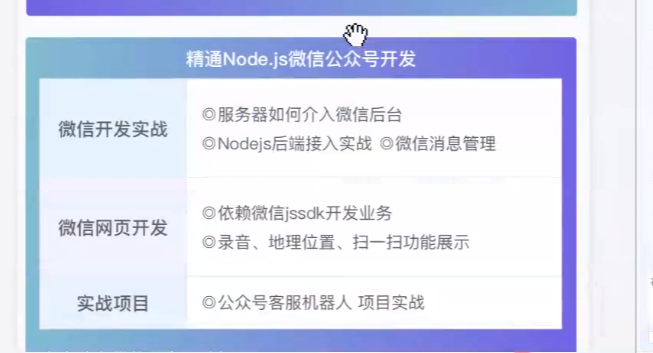 精通Node.js微信公众号开发
微信开发实战
◎服务器如何介入微信后台
◎Nodejs后端接入实战 ◎微信消息管理
微信网页开发
◎依赖微信jssdk开发业务
◎录音、地理位置、扫一扫功能展示
实战项目
◎公众号客服机器人 项目实战